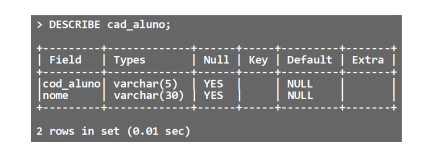 > DESCRIBE cad_aluno;
+---------+-------------+------+-----+---------+-------+
| Field | Types | Null | Key | Default | Extra |
+---------+-------------+------+-----+---------+-------+
|cod_aluno| varchar(5) | YES | | NULL | |
|nome | varchar(30) | YES | | NULL | |
+---------+-------------+------+-----+---------+-------+
2 rows in set (0.01 sec)